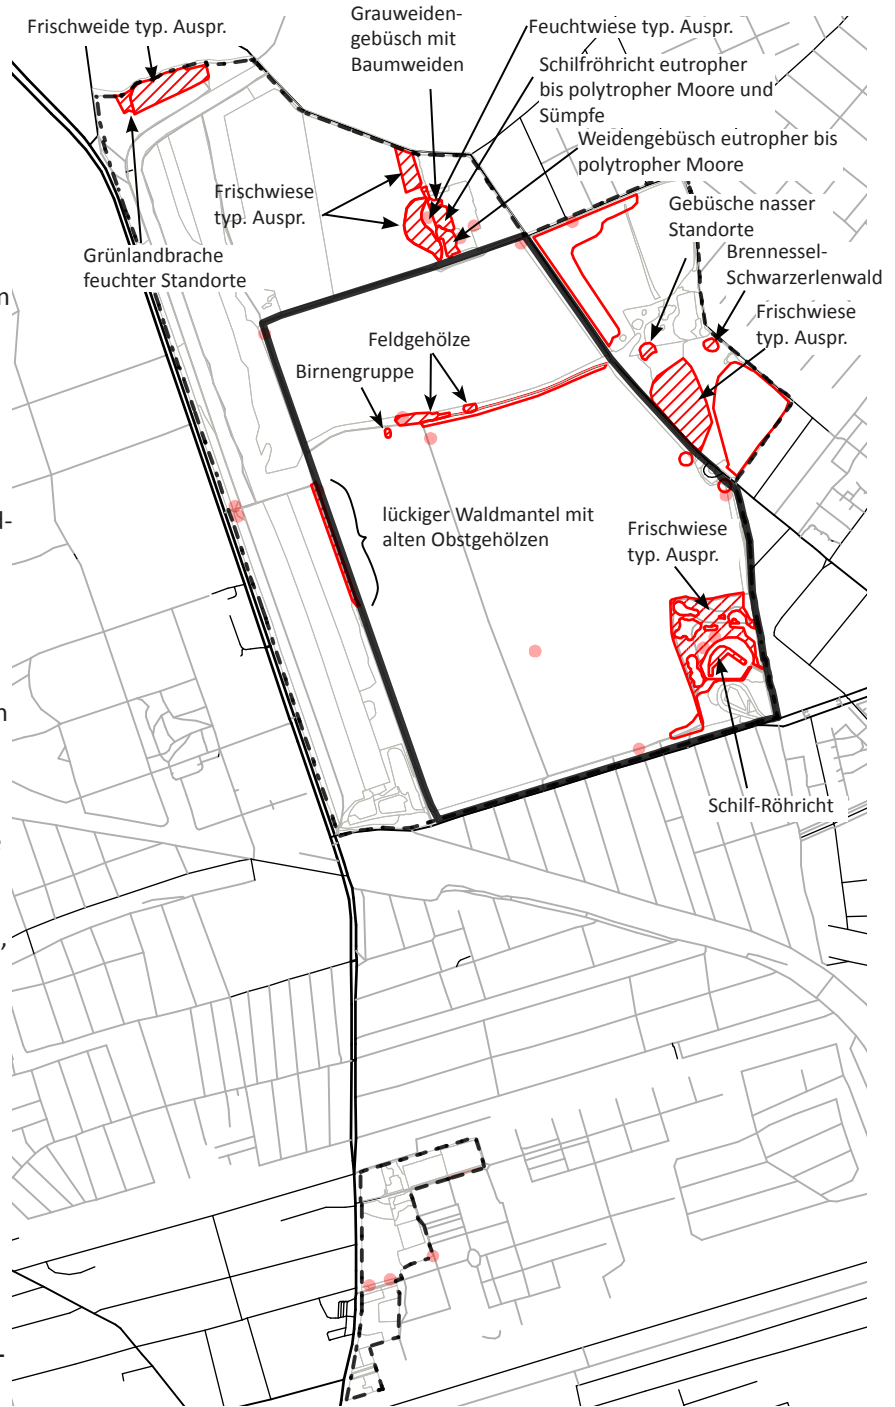 Frischweide typ. Auspr.
Grauweiden-
gebüsch mit
Baumweiden
Feuchtwiese typ. Auspr.
Schilfröhricht eutropher
bis polytropher Moore und
Sümpfe
Weidengebüsch eutropher bis
polytropher Moore
Frischwiese
typ. Auspr.
Gebüsche nasser
Standorte
Grünlandbrache
feuchter Standorte
Brennessel-
Schwarzerlenwald
Frischwiese
typ. Auspr.
Feldgehölze
Birnengruppe
lückiger Waldmantel mit
alten Obstgehölzen
Frischwiese
typ. Auspr.
Schilf-Röhricht